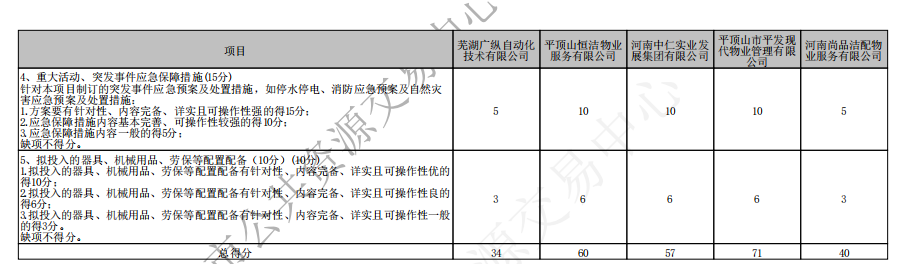 项目 芜湖广纵自动化技术有限公司 平顶山恒洁物业服务有限公司 河南中仁实业发展集团有限公司 平顶山市平发现代物业管理有限公司 河南尚品洁配物业服务有限公司
4、重大活动、突发事件应急保障措施(15分)
针对本项目制订的突发事件应急预案及处置措施，如停水停电、消防应急预案及自然灾
害应急预案及处置措施：
1.方案要有针对性、内容完备、详实且可操作性强的得15分；
2.应急保障措施内容基本完善、可操作性较强的得10分；
3.应急保障措施内容一般的得5分；
缺项不得分。
5 10 10 10 5
5、拟投入的器具、机械用品、劳保等配置配备（10分）(10分)
1.拟投入的器具、机械用品、劳保等配置配备有针对性、内容完备、详实且可操作性优的
得10分；
2.拟投入的器具、机械用品、劳保等配置配备有针对性、内容完备、详实且可操作性良的
得6分；
3.拟投入的器具、机械用品、劳保等配置配备有针对性、内容完备、详实且可操作性一般
的得3分。
缺项不得分。
3 6 6 6 3
总得分 34 60 57 71 40
市公共资源交易中心
源交易中心